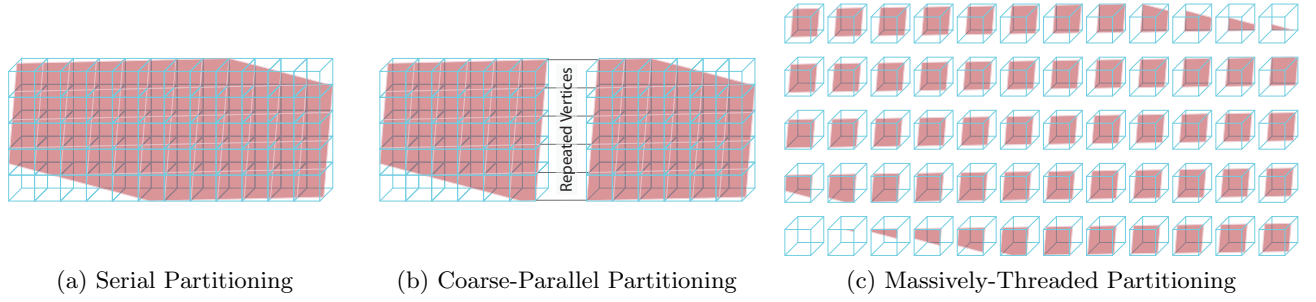 Repeated Vertices
(a) Serial Partitioning
(b) Coarse-Parallel Partitioning
(c) Massively-Threaded Partitioning